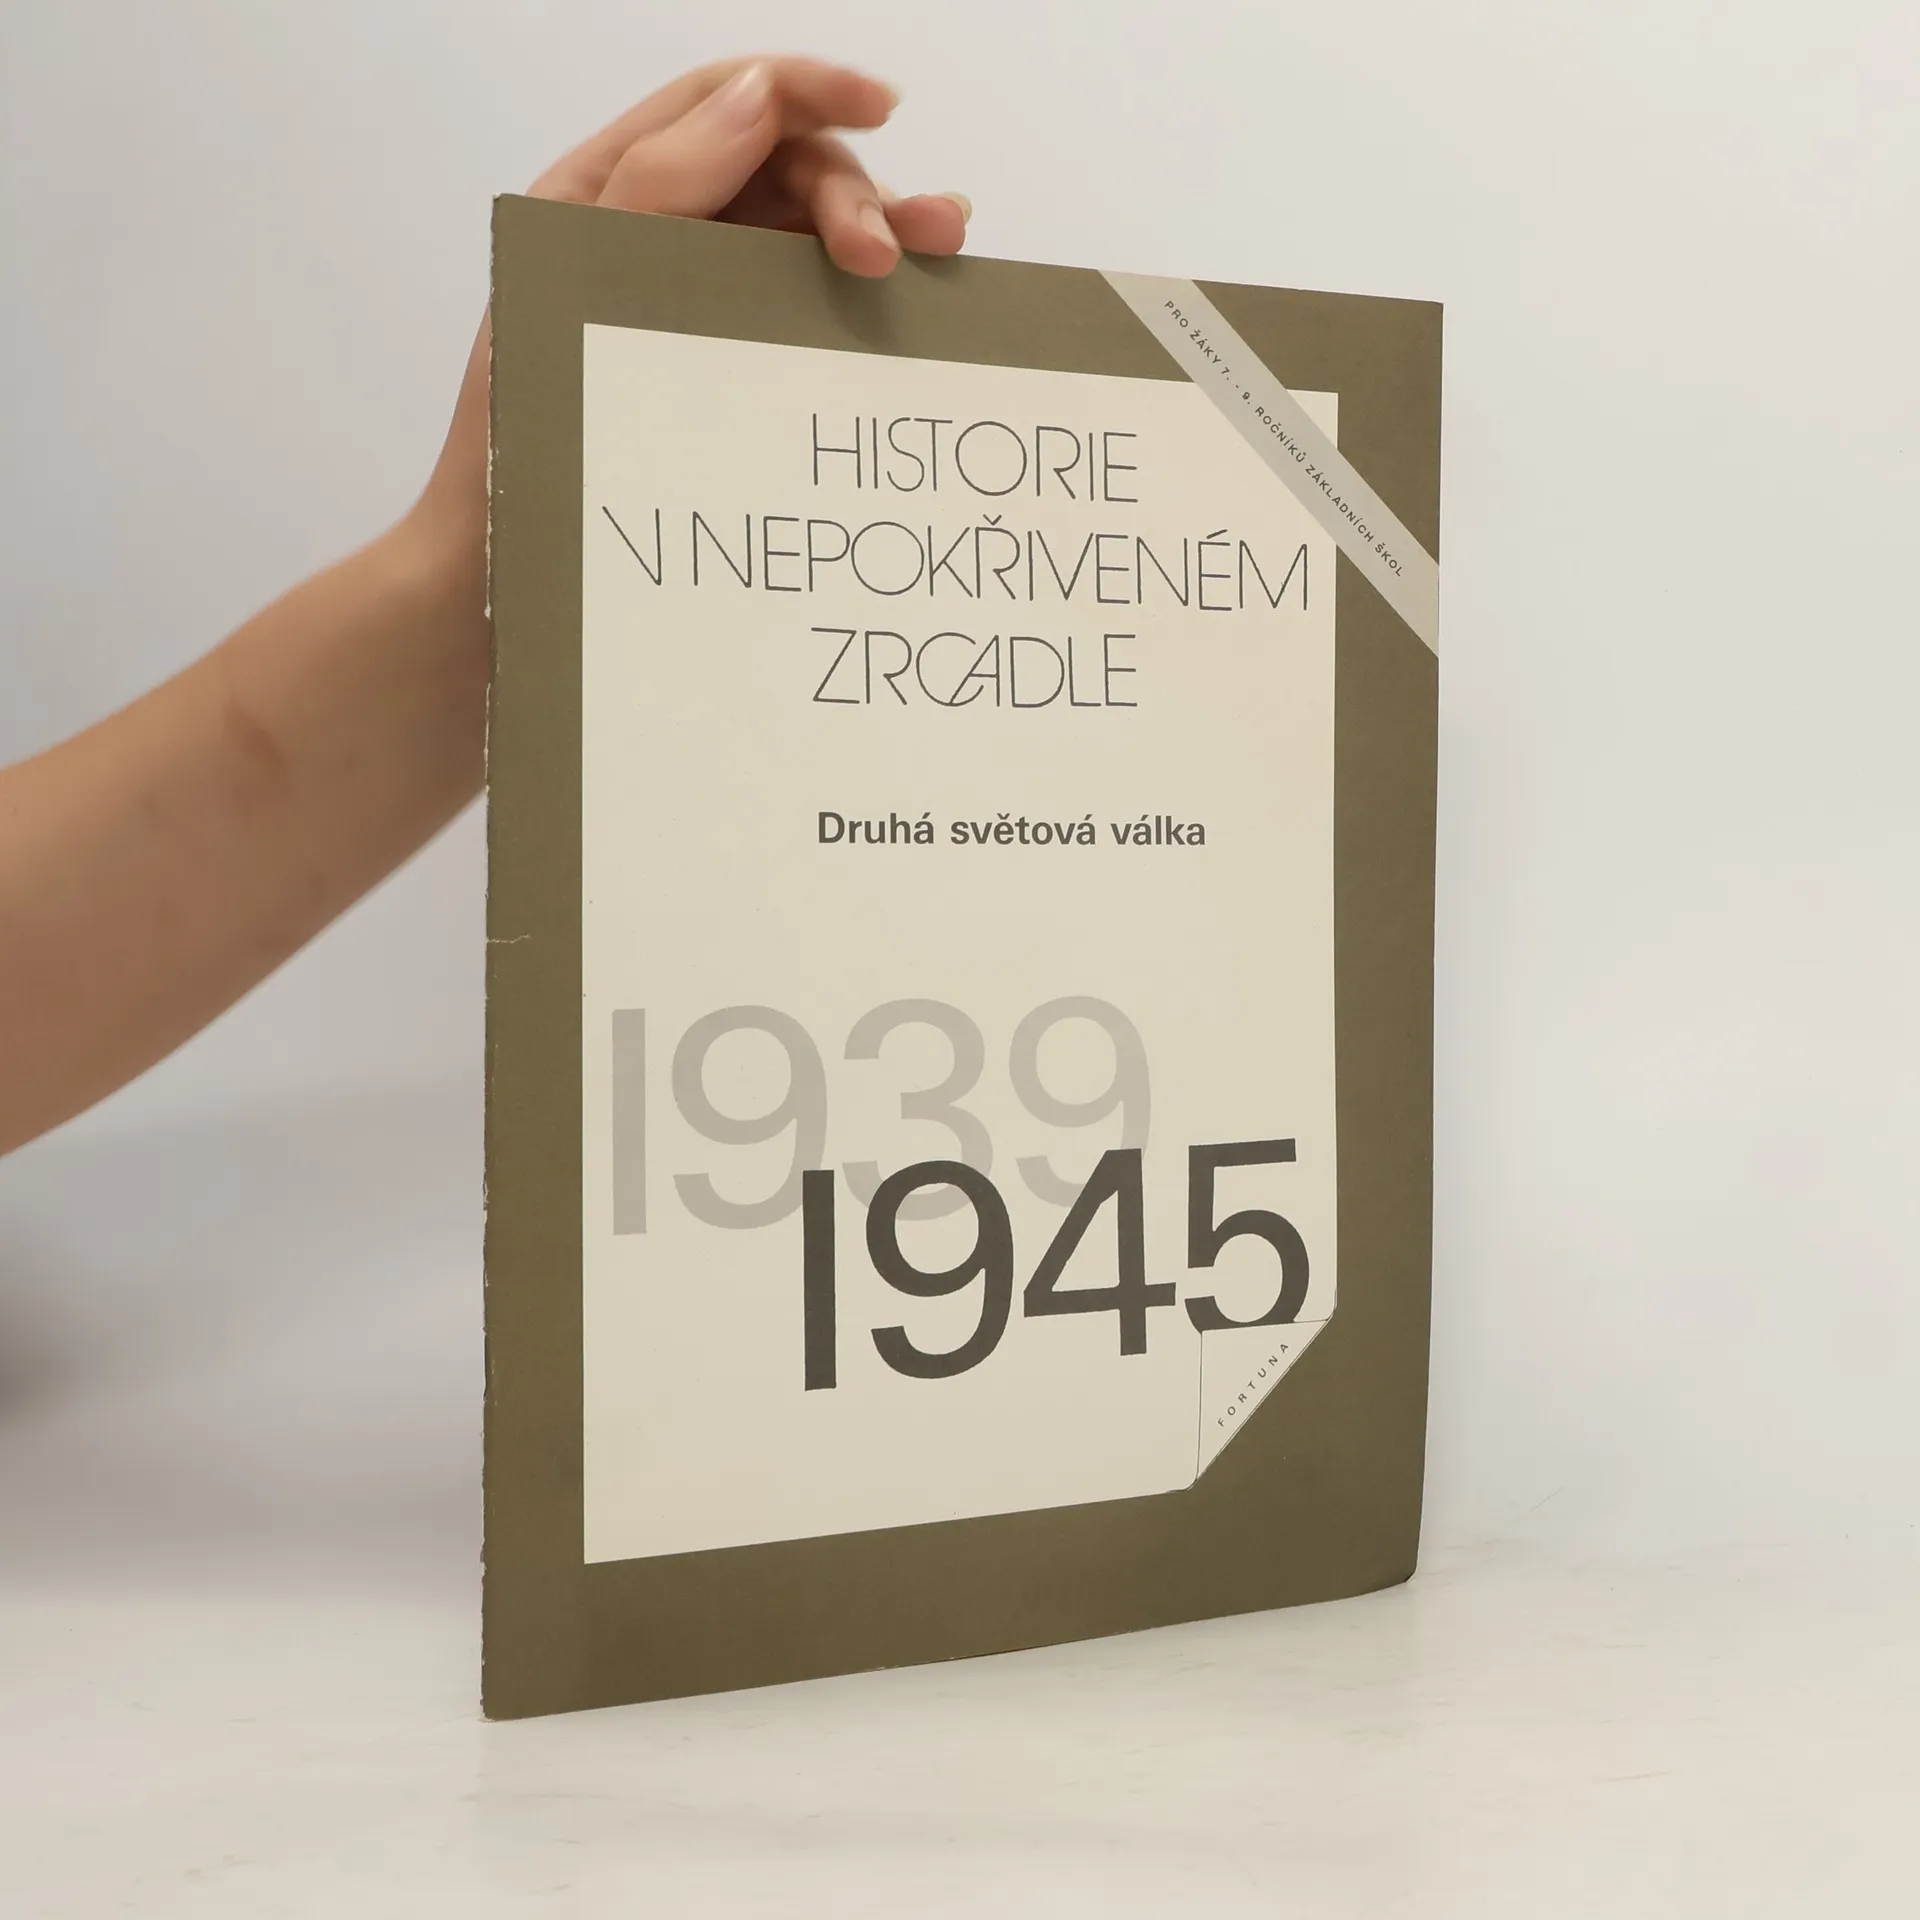 PRO ŽÁKY 7. - 9. ROČNÍKŮ ZÁKLADNÍCH ŠKOL
HISTORIE
V NEPOKŘIVENÉM
ZRCADLE
Druhá světová válka
1939
1945
FORTUNA